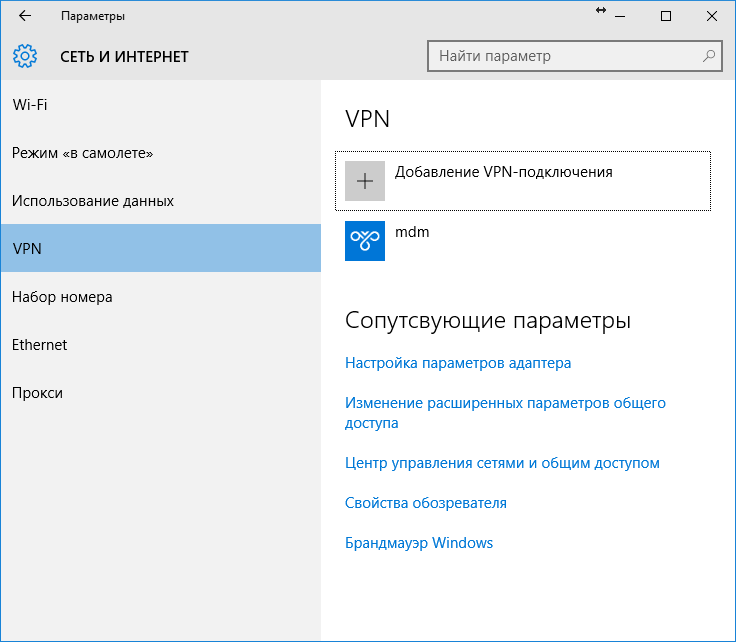 Параметры
СЕТЬ И ИНТЕРНЕТ
Найти параметр
Wi-Fi
Режим «в самолете»
Использование данных
VPN
Набор номера
Ethernet
Прокси
VPN
Добавление VPN-подключения
mdm
Сопутсвующие параметры
Настройка параметров адаптера
Изменение расширенных параметров общего
доступа
Центр управления сетями и общим доступом
Свойства обозревателя
Брандмауэр Windows